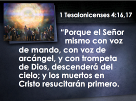 1 Tesalonicenses 4:16,17
"Porque el Señor
mismo con voz
de mando, con voz de
arcángel, y con trompeta
de Dios, descenderá del
cielo; y los muertos en
Cristo resucitarán primero.